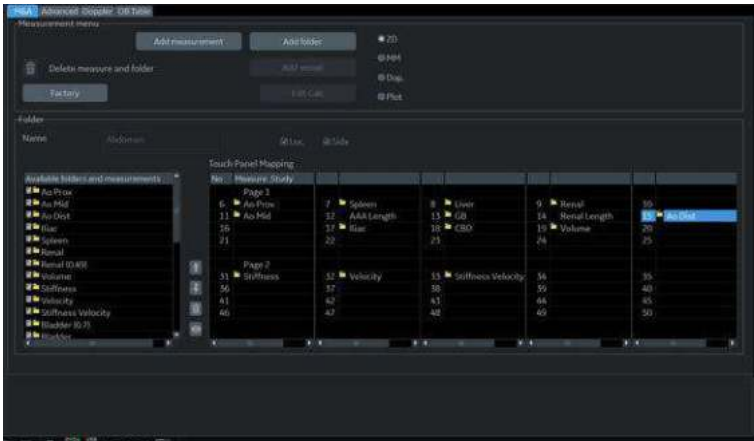 M&A Advanced Doppler OB Table
Measurement menu
Add measurement Add folder 2D
MM
Delete measure and folder Add vessel Dop.
Factory Edit Calc Plot
Folder
Name Abdomen Loc. Side
Touch Panel Mapping
Available folders and measurements No Measure Study
Ao Prox Page 1
Ao Mid 6 Ao Prox 7 Spleen 8 Liver 9 Renal 10
Ao Dist 11 Ao Mid 12 AAA Length 13 GB 14 Renal Length 15 Ao Dist
Iliac 16 17 Iliac 18 CBD 19 Volume 20
Spleen 21 22 23 24 25
Renal
Renal (0.49) Page 2
Volume 31 Stiffness 32 Velocity 33 Stiffness Velocity 34 35
Stiffness 36 37 38 39 40
Velocity 41 42 43 44 45
Stiffness Velocity 46 47 48 49 50
Bladder (0.7)
Bladder